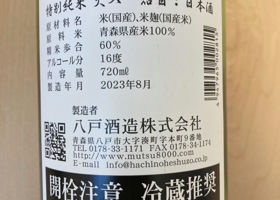 特別純米
品目:日本酒
原材料名 米(国産)、米麹(国産米)
原料米 青森県産米100%
精米歩合 60%
アルコール分 16度
内容量 720ml
製造年月 2023年8月
製造者
八戸酒造株式会社
青森県八戸市大字湊町字本町9番地
TEL 0178-33-1171 FAX 0178-34-1174
http://www.mutsu8000.com
E-mail info@hachinoheshuzo.co.jp
開栓注意 冷蔵推奨